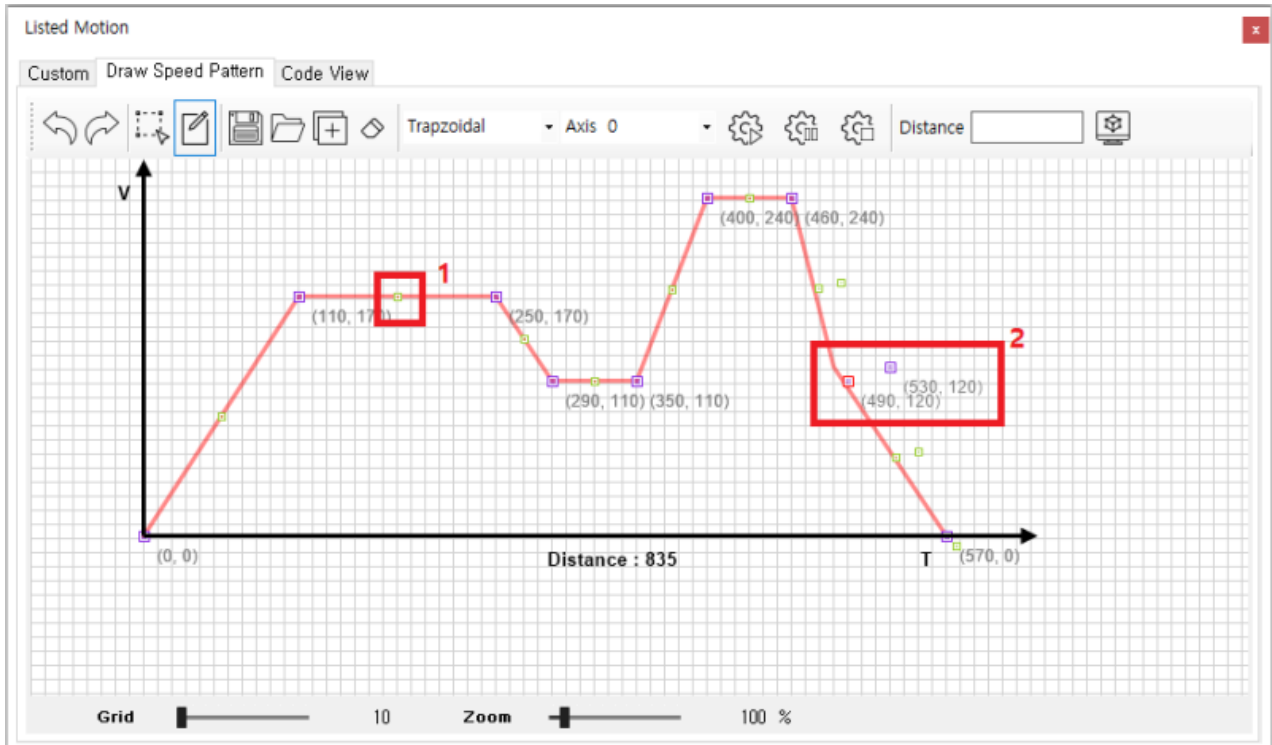 Listed Motion
x
Custom Draw Speed Pattern Code View
Trapzoidal Axis 0 Distance
V
(400, 240) (460, 240)
1
(110, 170) (250, 170)
2
(530, 120)
(290, 110) (350, 110) (490, 120)
(0, 0) Distance : 835 T (570, 0)
Grid 10 Zoom 100 %